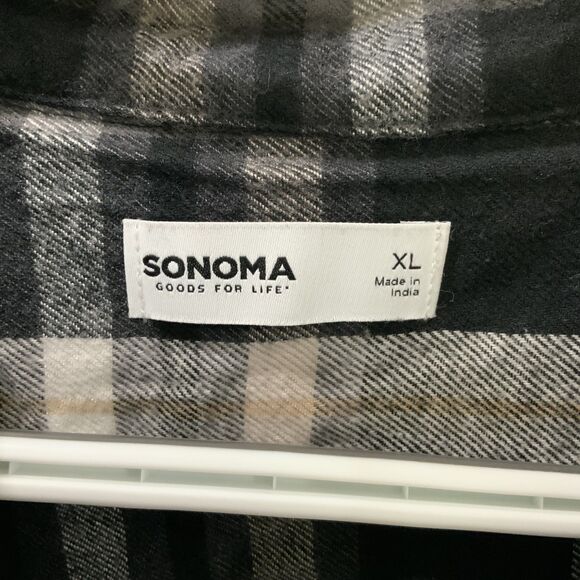 SONOMA
GOODS FOR LIFE
XL
Made in
India